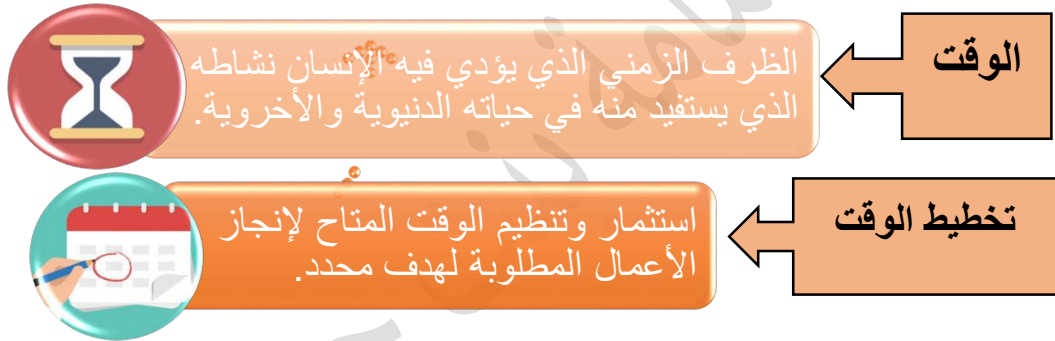 الوقت
الظرف الزمني الذي يؤدي فيه الإنسان نشاطه
الذي يستفيد منه في حياته الدنيوية والأخروية.
تخطيط الوقت
استثمار وتنظيم الوقت المتاح لإنجاز
الأعمال المطلوبة لهدف محدد.